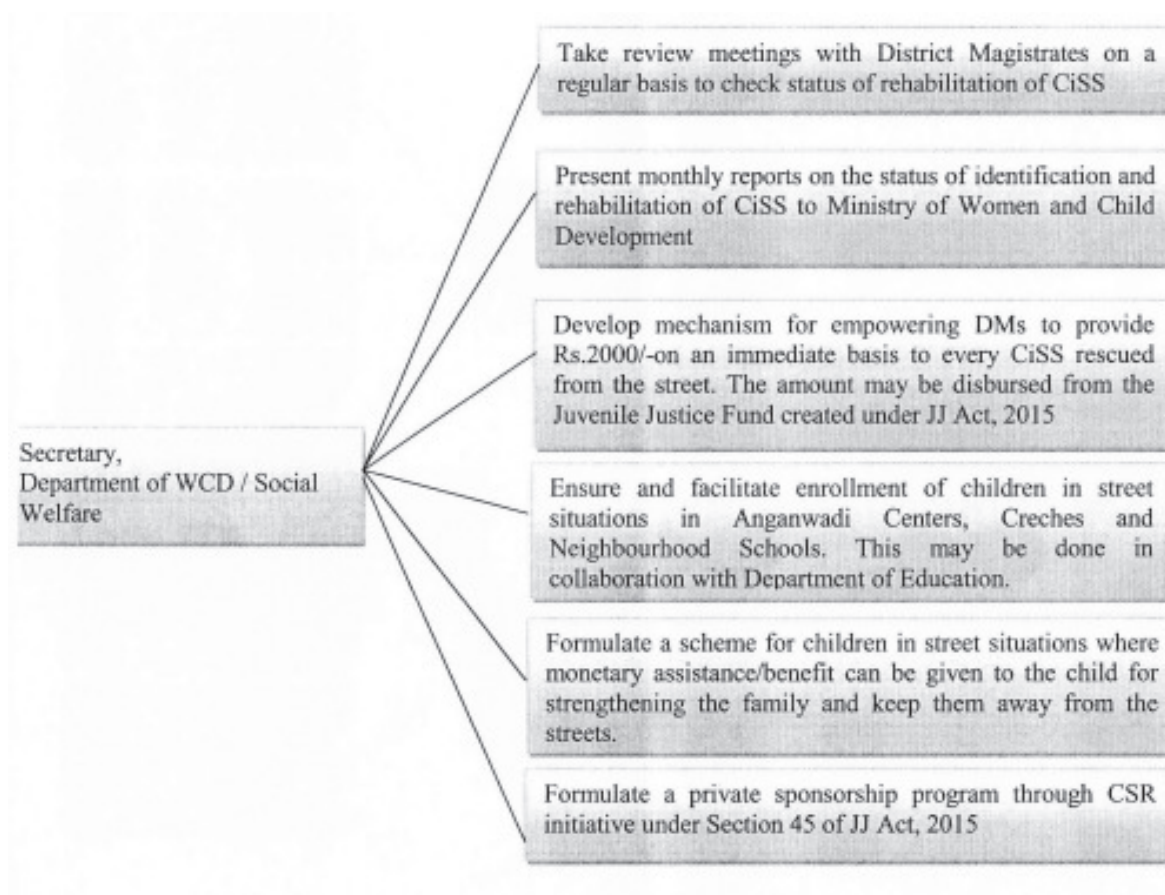 Take review meetings with District Magistrates on a
regular basis to check status of rehabilitation of CiSS
Present monthly reports on the status of identification and
rehabilitation of CiSS to Ministry of Women and Child
Development
Develop mechanism for empowering DMs to provide
Rs.2000/-on an immediate basis to every CiSS rescued
from the street. The amount may be disbursed from the
Juvenile Justice Fund created under JJ Act, 2015
Secretary,
Department of WCD / Social
Welfare
Ensure and facilitate enrollment of children in street
situations in Anganwadi Centers, Creches and
Neighbourhood Schools. This may be done in
collaboration with Department of Education.
Formulate a scheme for children in street situations where
monetary assistance/benefit can be given to the child for
strengthening the family and keep them away from the
streets.
Formulate a private sponsorship program through CSR
initiative under Section 45 of JJ Act, 2015